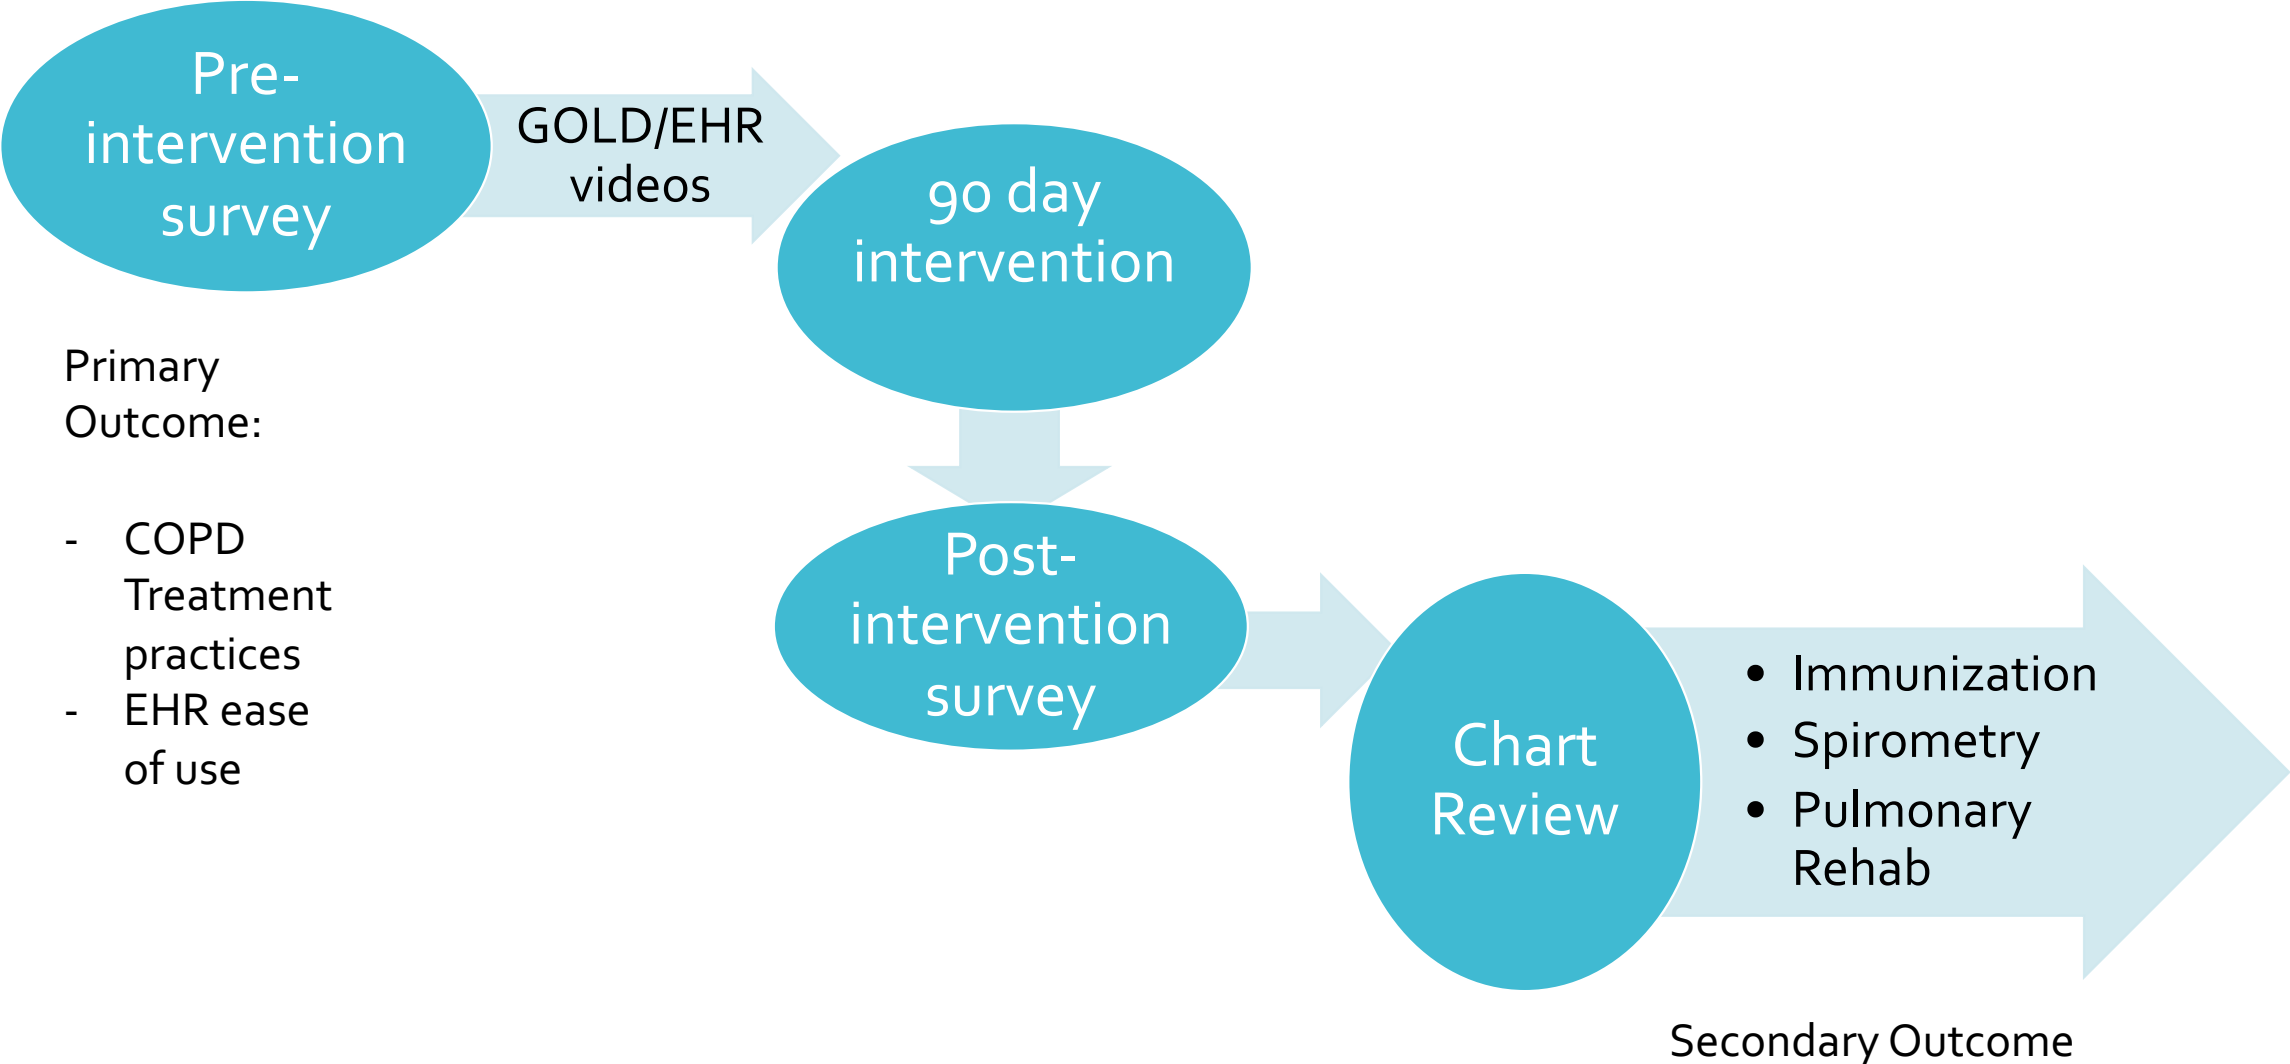 Pre-
intervention
survey
GOLD/EHR
videos
90 day
intervention
Primary
Outcome:
- COPD
Treatment
practices
- EHR ease
of use
Post-
intervention
survey
Chart
Review
• Immunization
• Spirometry
• Pulmonary
Rehab
Secondary Outcome